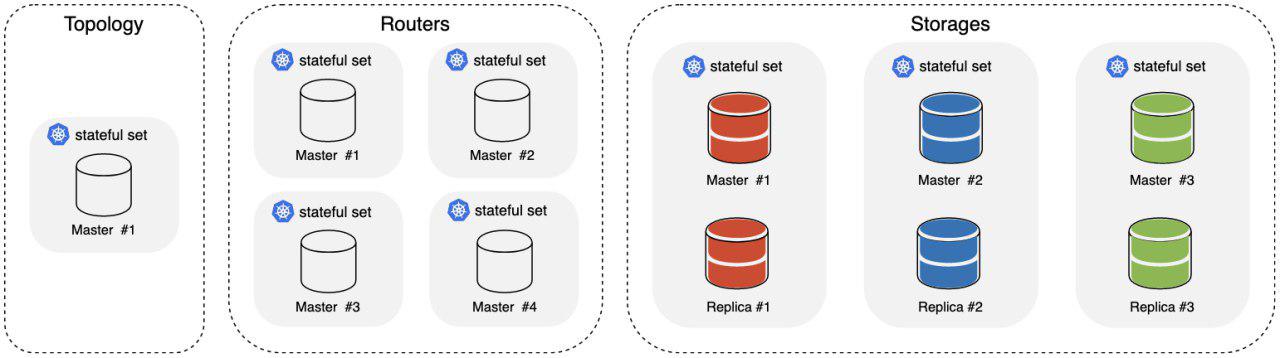 Topology
stateful set
Master #1
Routers
stateful set
Master #1
stateful set
Master #2
stateful set
Master #3
stateful set
Master #4
Storages
stateful set
Master #1
Replica #1
stateful set
Master #2
Replica #2
stateful set
Master #3
Replica #3